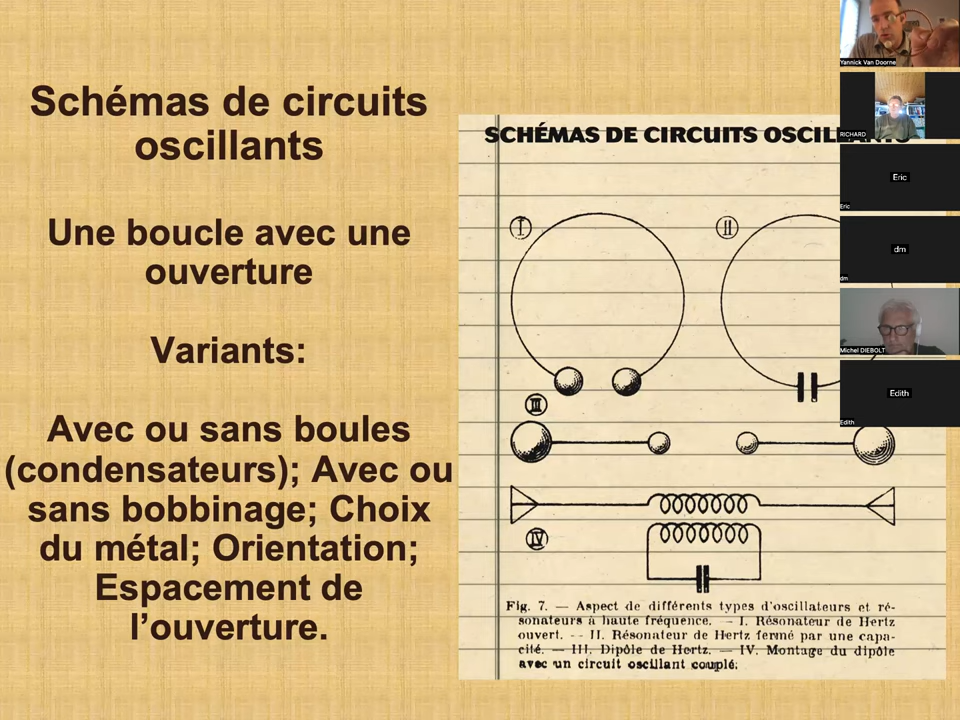 Schémas de circuits
oscillants
Une boucle avec une
ouverture
Variants:
Avec ou sans boules
(condensateurs); Avec ou
sans bobbinage; Choix
du métal; Orientation;
Espacement de
l'ouverture.
SCHÉMAS DE CIRCUITS
I
II
III
IV
Fig. 7. — Aspect de différents types d'oscillateurs et ré-
sonateurs à haute fréquence. — I. Résonateur de Hertz
ouvert. -- II. Résonateur de Hertz fermé par une capa-
cité. — III. Dipôle de Hertz. — IV. Montage du dipôle
avec un circuit oscillant couplé.
Yannick Van Doorne
RICHARD
Eric
Eric
dm
dm
Michel DIEBOLT
Edith
Edith